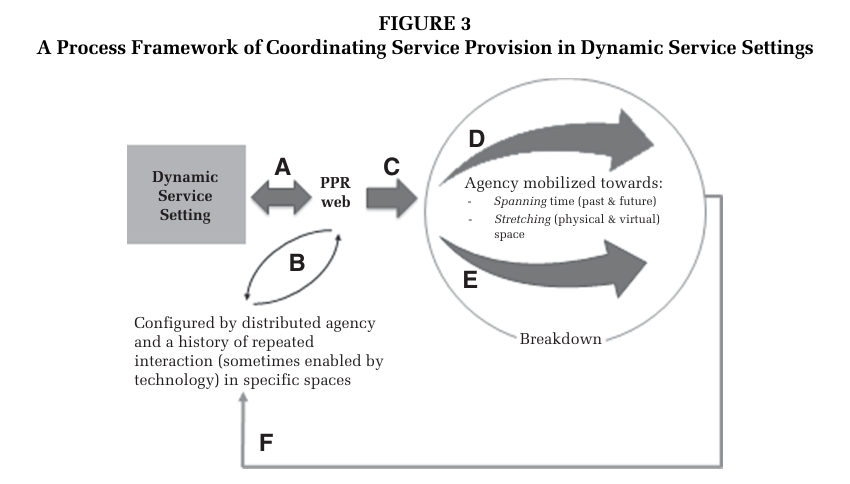 FIGURE 3
A Process Framework of Coordinating Service Provision in Dynamic Service Settings
Dynamic
Service
Setting
A
PPR
web
C
D
Agency mobilized towards:
- Spanning time (past & future)
- Stretching (physical & virtual)
space
E
Breakdown
B
Configured by distributed agency
and a history of repeated
interaction (sometimes enabled by
technology) in specific spaces
F